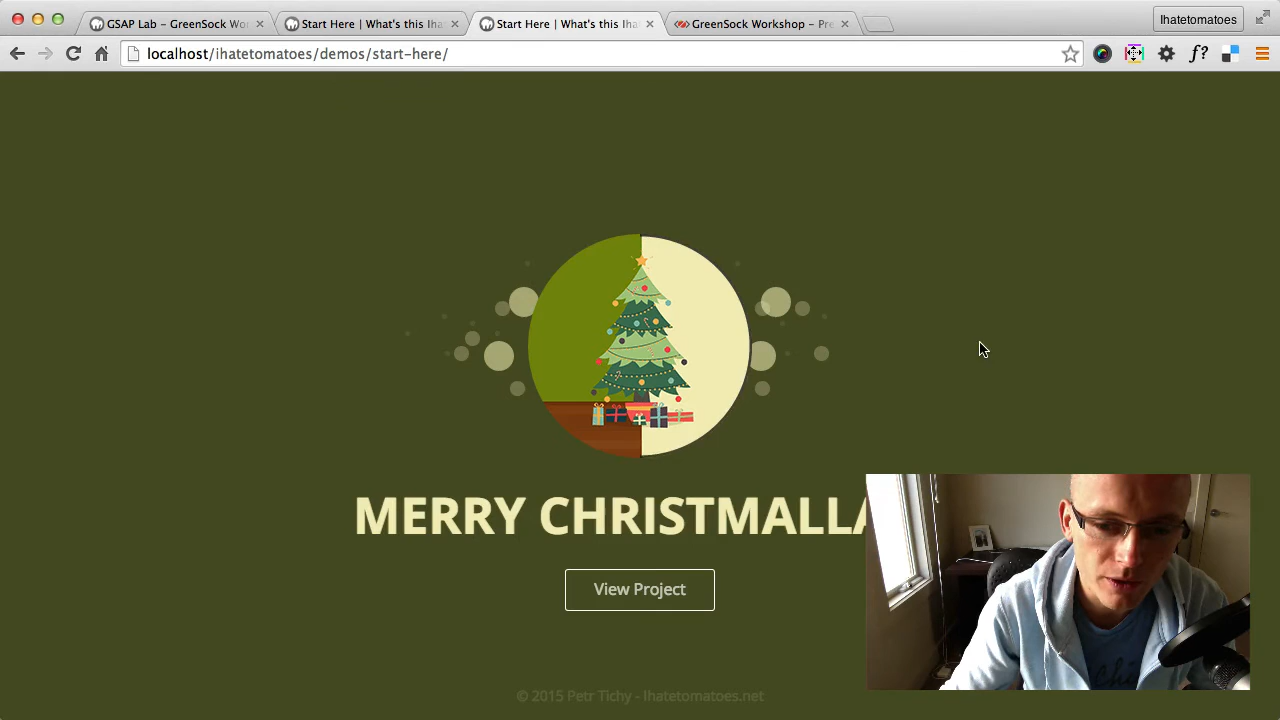 GSAP Lab – GreenSock Wo
Start Here | What's this Iha
Start Here | What's this Iha
GreenSock Workshop – Pre
Ihatetomatoes
localhost/ihatetomatoes/demos/start-here/
f?
MERRY CHRISTMALLA
View Project
© 2015 Petr Tichy - Ihatetomatoes.net